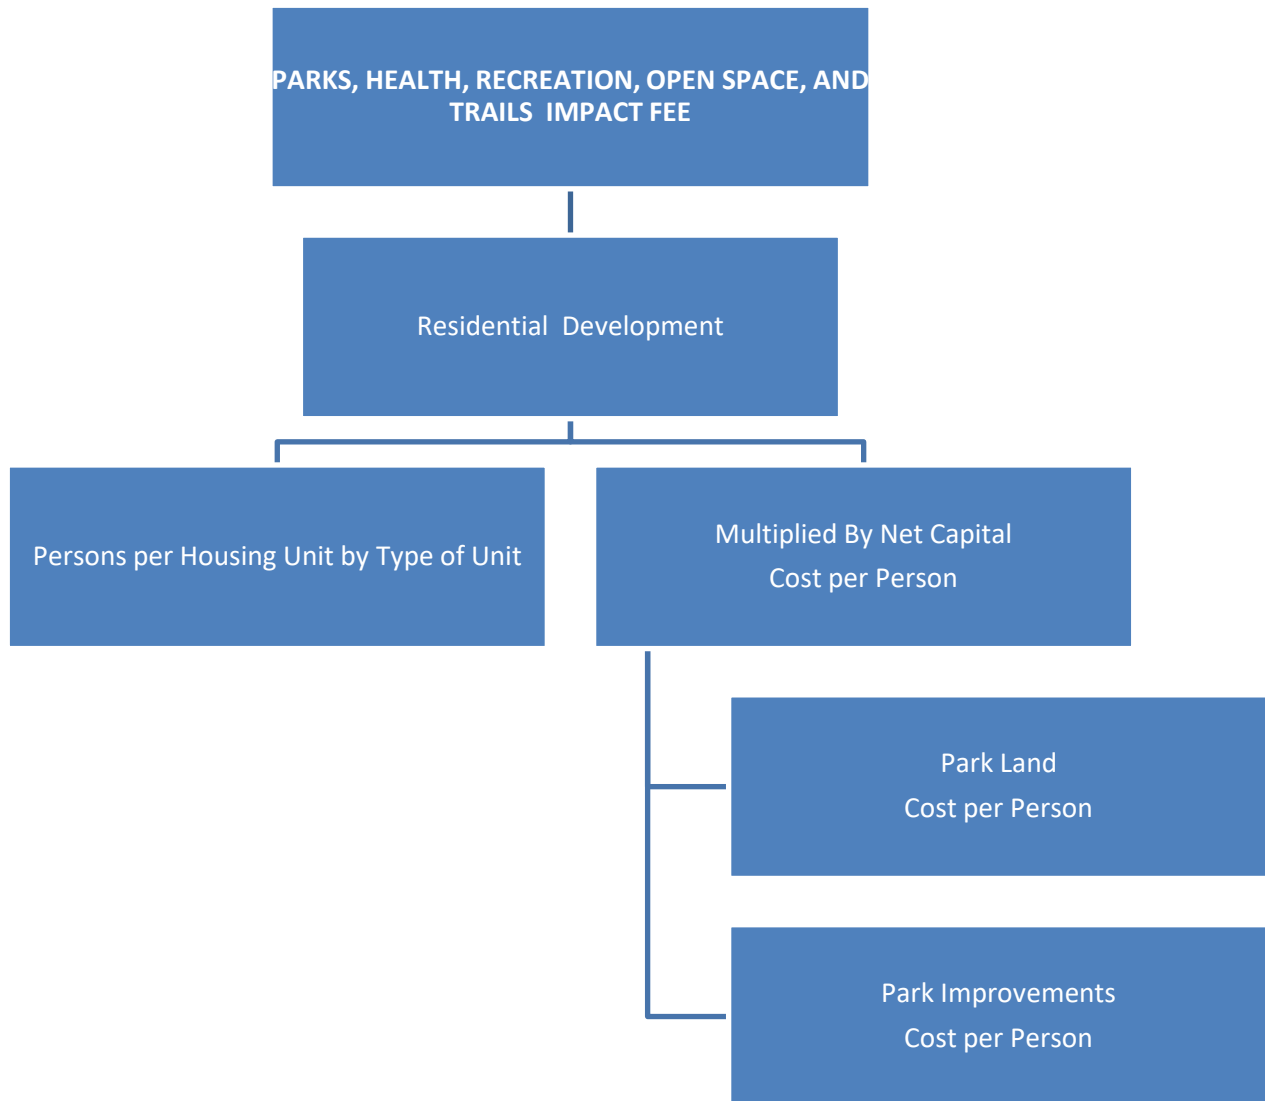 PARKS, HEALTH, RECREATION, OPEN SPACE, AND
TRAILS  IMPACT FEE
Residential  Development
Persons per Housing Unit by Type of Unit
Multiplied By Net Capital
Cost per Person
Park Land
Cost per Person
Park Improvements
Cost per Person